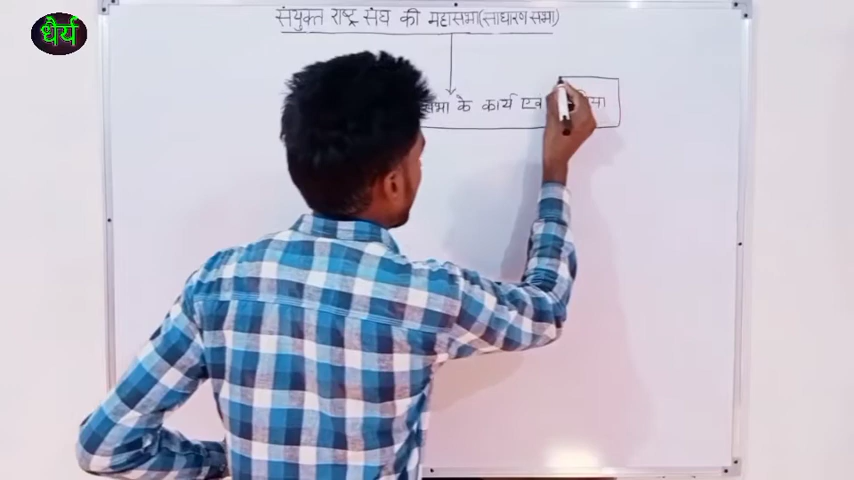 धैर्य
संयुक्त राष्ट्र संघ की महासभा(साधारण सभा)
सभा के कार्य एवं